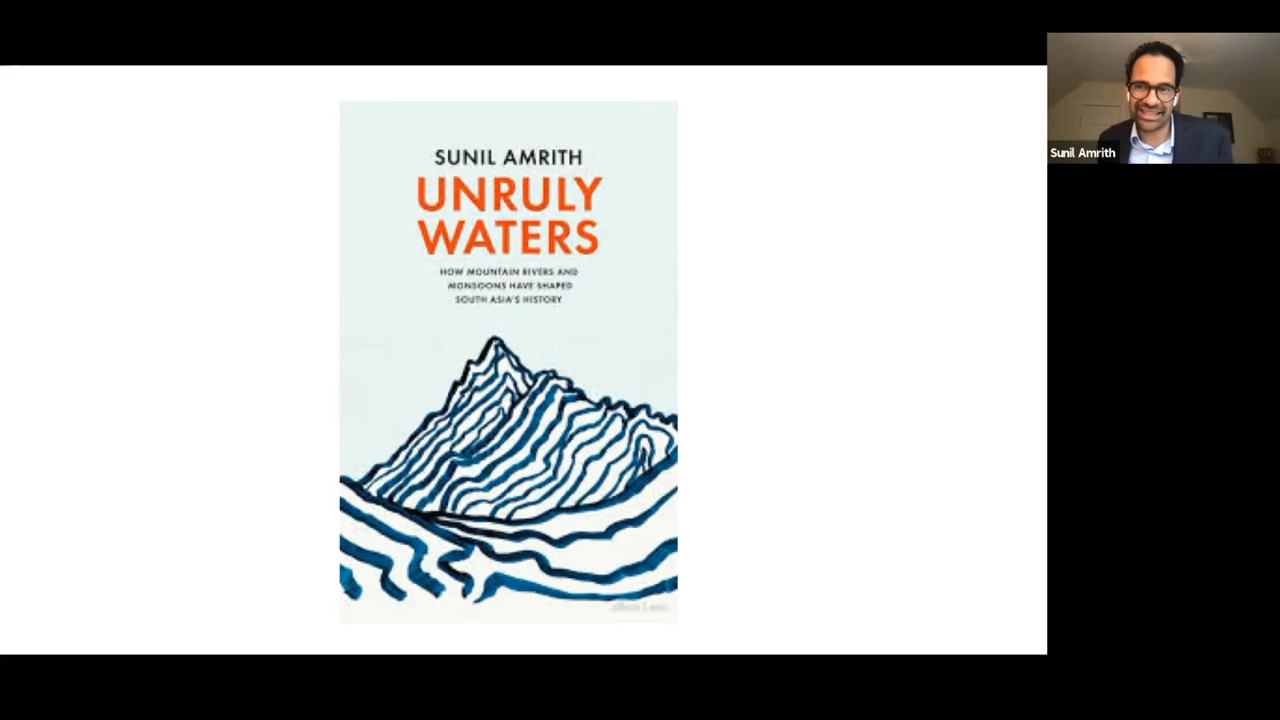 SUNIL AMRITH
UNRULY
WATERS
HOW MOUNTAIN RIVERS AND
MONSOONS HAVE SHAPED
SOUTH ASIA'S HISTORY
Sunil Amrith